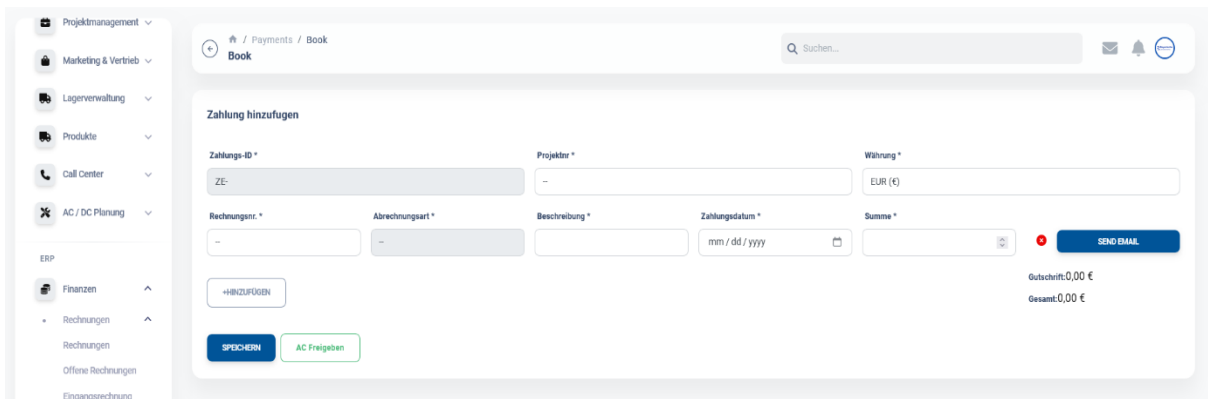 Projektmanagement
Marketing & Vertrieb
Lagerverwaltung
Produkte
Call Center
AC / DC Planung
ERP
Finanzen
Rechnungen
Rechnungen
Offene Rechnungen
Eingangsrechnung
/ Payments / Book
Book
Suchen...
Zahlung hinzufugen
Zahlungs-ID * Projektnr * Währung *
ZE- -- EUR (€)
Rechnungsnr. * Abrechnungsart * Beschreibung * Zahlungsdatum * Summe *
-- -- mm / dd / yyyy SEND EMAIL
Gutschrift:0,00 €
+HINZUFÜGEN
Gesamt:0,00 €
SPEICHERN AC Freigeben